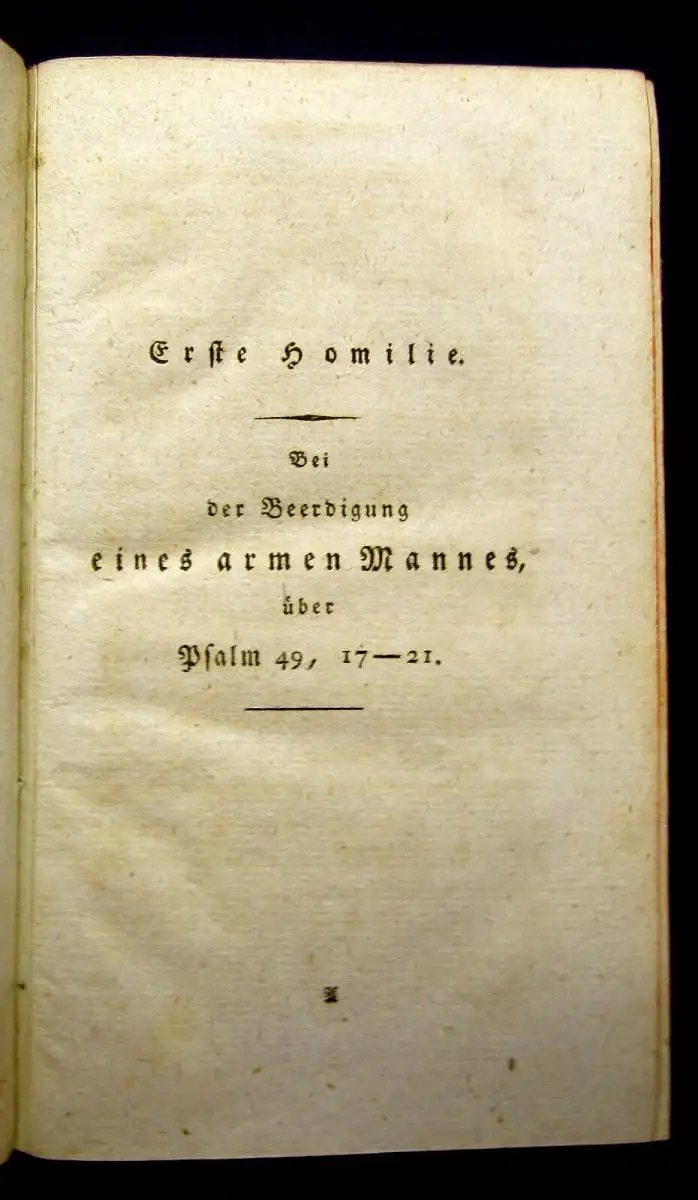 Erste Homilie.
Bei
der Beerdigung
eines armen Mannes,
über
Psalm 49, 17—21.
A